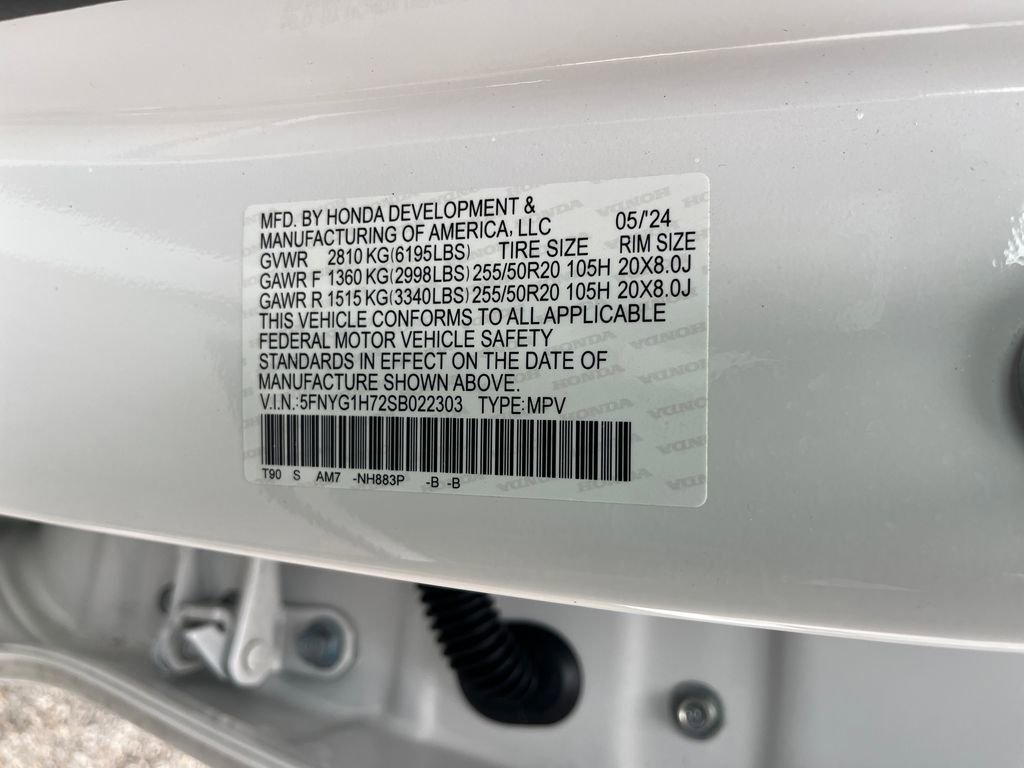 MFD. BY HONDA DEVELOPMENT & 05/'24
MANUFACTURING OF AMERICA, LLC
GVWR 2810 KG(6195LBS) TIRE SIZE RIM SIZE
GAWR F 1360 KG(2998LBS) 255/50R20 105H 20X8.0J
GAWR R 1515 KG(3340LBS) 255/50R20 105H 20X8.0J
THIS VEHICLE CONFORMS TO ALL APPLICABLE
FEDERAL MOTOR VEHICLE SAFETY
STANDARDS IN EFFECT ON THE DATE OF
MANUFACTURE SHOWN ABOVE.
V.I.N.:5FNYG1H72SB022303 TYPE:MPV
T90 S AM7 -NH883P -B -B